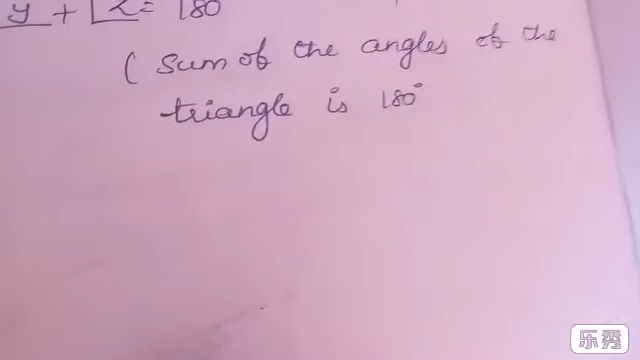 y + ∠x = 180
( Sum of the angles of the
triangle is 180°
乐秀